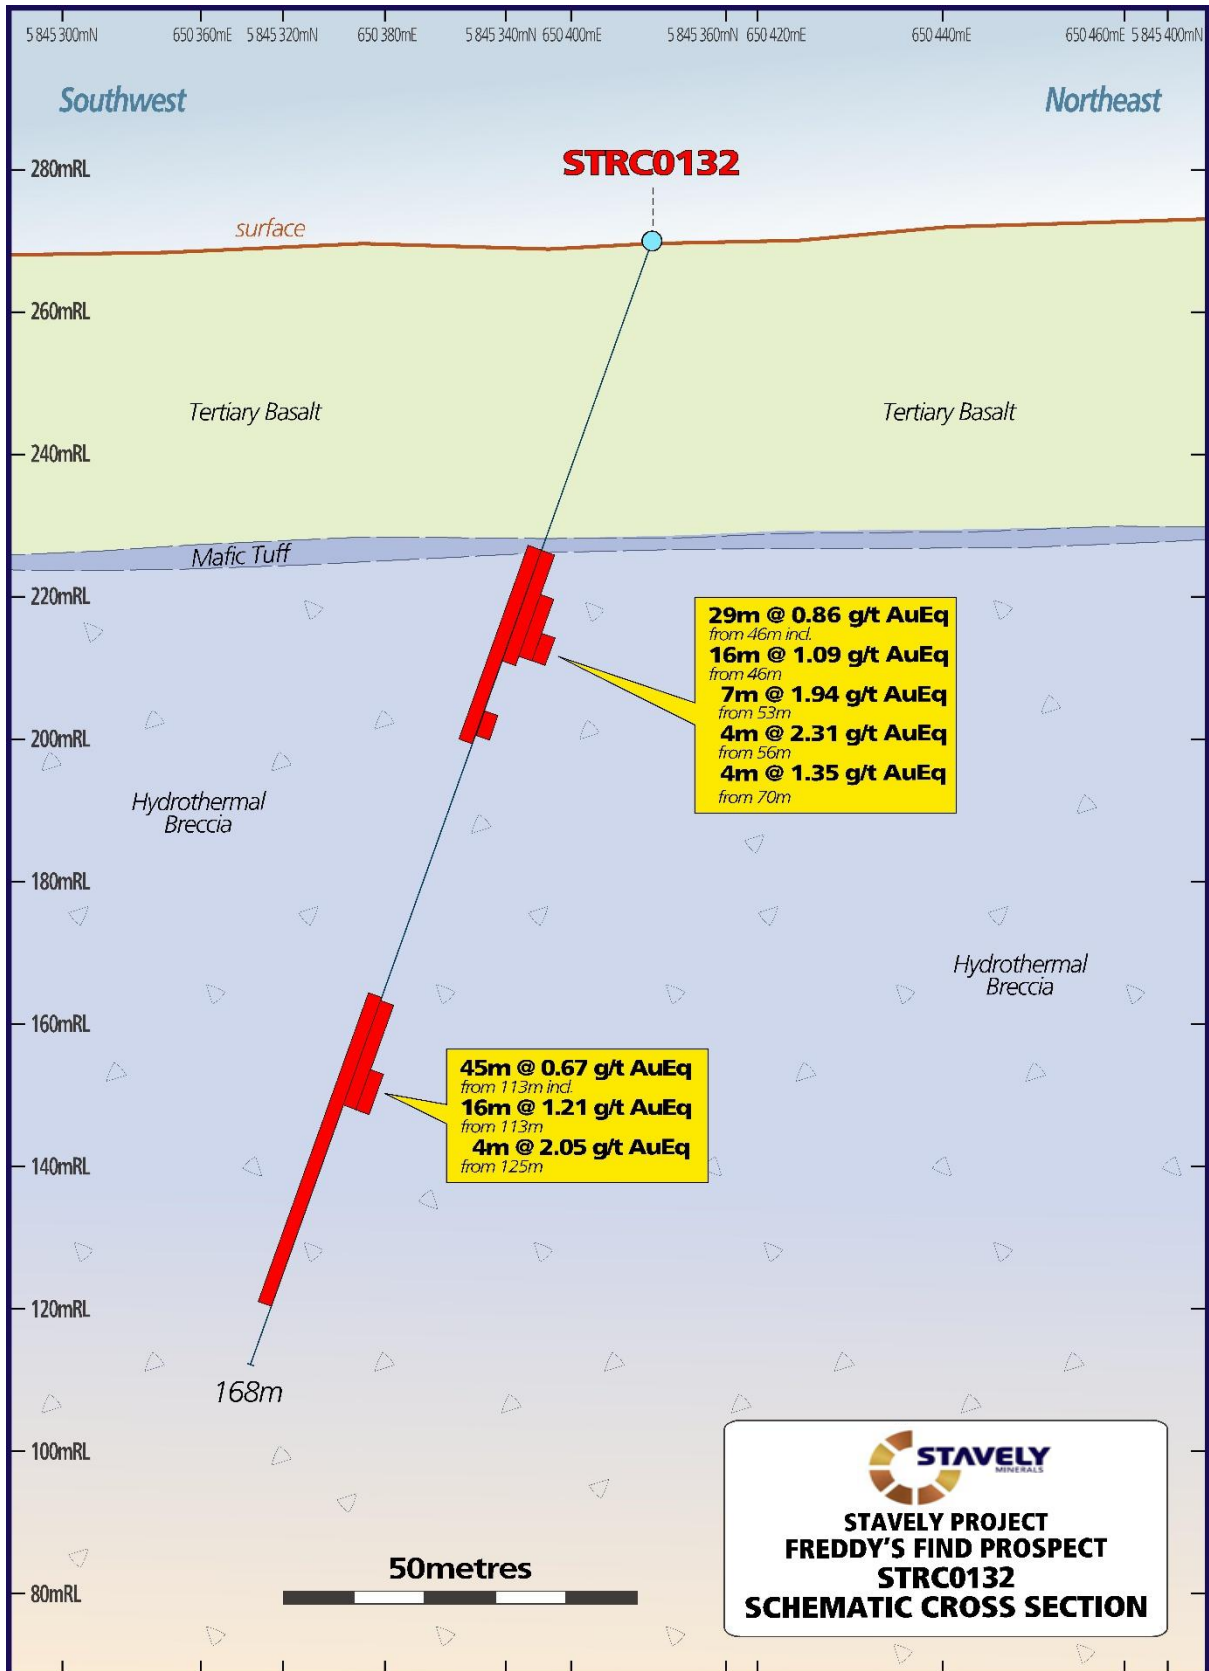 5 845 300mN 650 360mE 5 845 320mN 650 380mE 5 845 340mN 650 400mE 5 845 360mN 650 420mE 650 440mE 650 460mE 5 845 400mN
Southwest
Northeast
STRC0132
280mRL
surface
260mRL
Tertiary Basalt
Tertiary Basalt
240mRL
Mafic Tuff
220mRL
29m @ 0.86 g/t AuEq
from 46m incl.
16m @ 1.09 g/t AuEq
from 46m
7m @ 1.94 g/t AuEq
from 53m
4m @ 2.31 g/t AuEq
from 56m
4m @ 1.35 g/t AuEq
from 70m
200mRL
Hydrothermal
Breccia
180mRL
Hydrothermal
Breccia
160mRL
45m @ 0.67 g/t AuEq
from 113m incl.
16m @ 1.21 g/t AuEq
from 113m
4m @ 2.05 g/t AuEq
from 125m
140mRL
120mRL
168m
100mRL
80mRL
50metres
STAVELY
MINERALS
STAVELY PROJECT
FREDDY'S FIND PROSPECT
STRC0132
SCHEMATIC CROSS SECTION